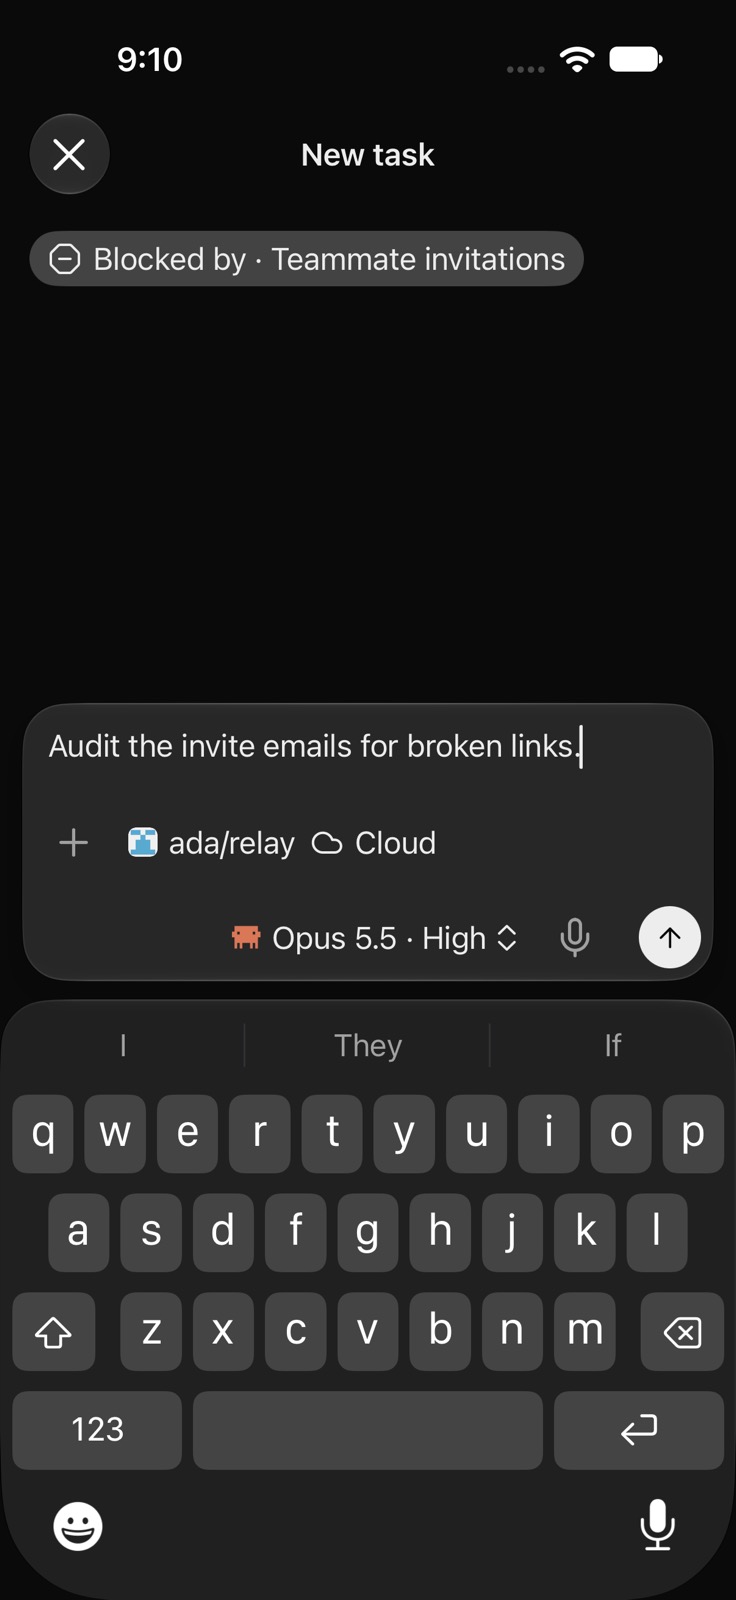 9:10
New task
Blocked by · Teammate invitations
Audit the invite emails for broken links.
ada/relay Cloud
Opus 5.5 · High
I They If
q w e r t y u i o p
a s d f g h j k l
z x c v b n m
123